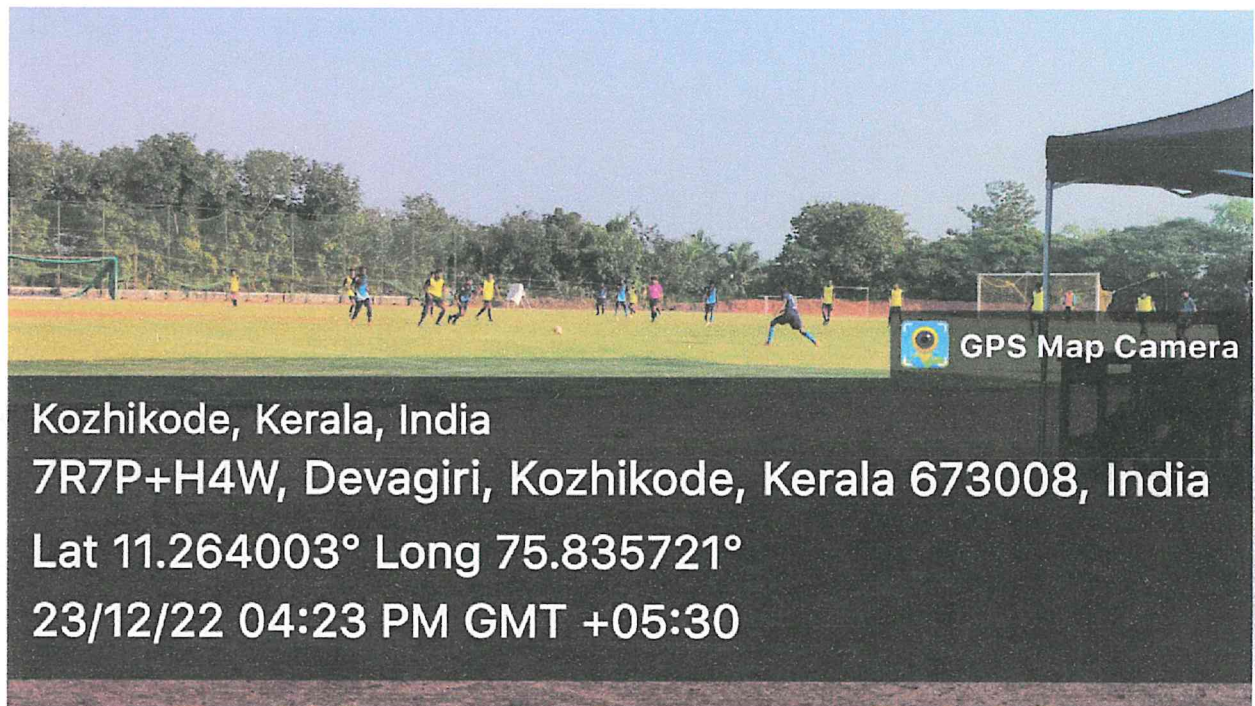 GPS Map Camera
Kozhikode, Kerala, India
7R7P+H4W, Devagiri, Kozhikode, Kerala 673008, India
Lat 11.264003° Long 75.835721°
23/12/22 04:23 PM GMT +05:30